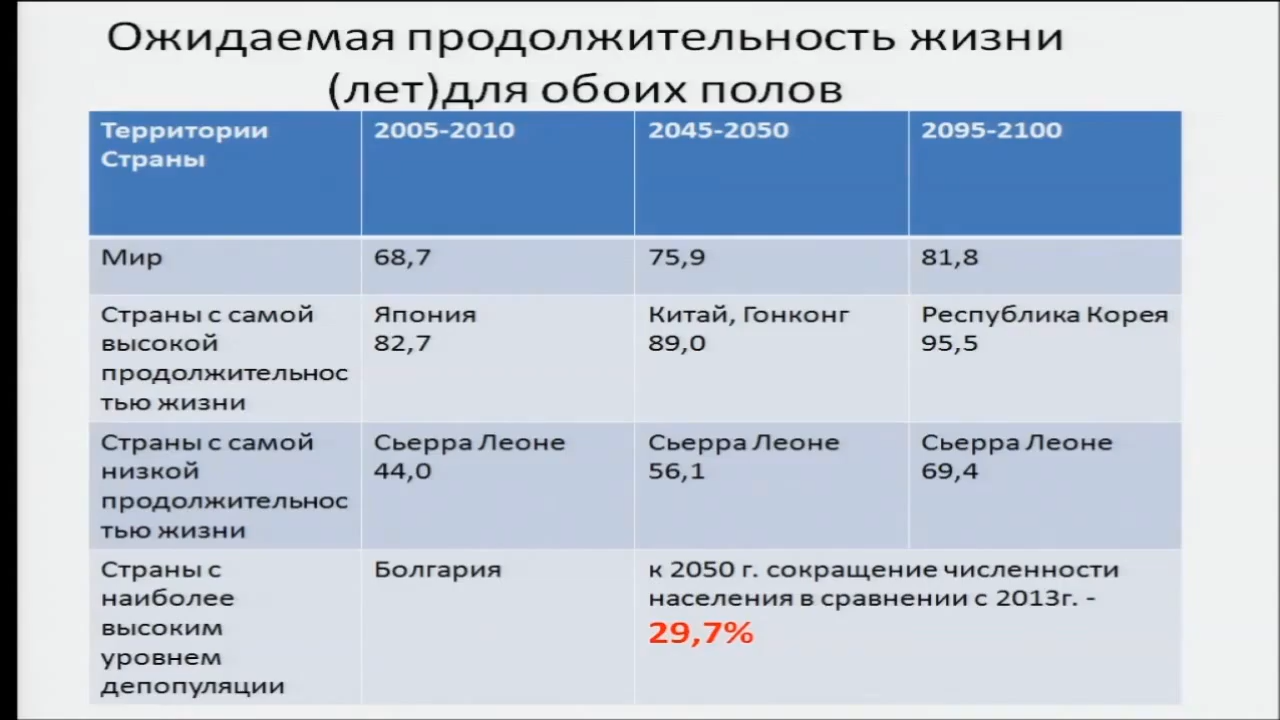 Ожидаемая продолжительность жизни
(лет)для обоих полов
Территории
Страны
2005-2010
2045-2050
2095-2100
Мир
68,7
75,9
81,8
Страны с самой
высокой
продолжительнос
тью жизни
Япония
82,7
Китай, Гонконг
89,0
Республика Корея
95,5
Страны с самой
низкой
продолжительнос
тью жизни
Сьерра Леоне
44,0
Сьерра Леоне
56,1
Сьерра Леоне
69,4
Страны с
наиболее
высоким
уровнем
депопуляции
Болгария
к 2050 г. сокращение численности
населения в сравнении с 2013г. -
29,7%